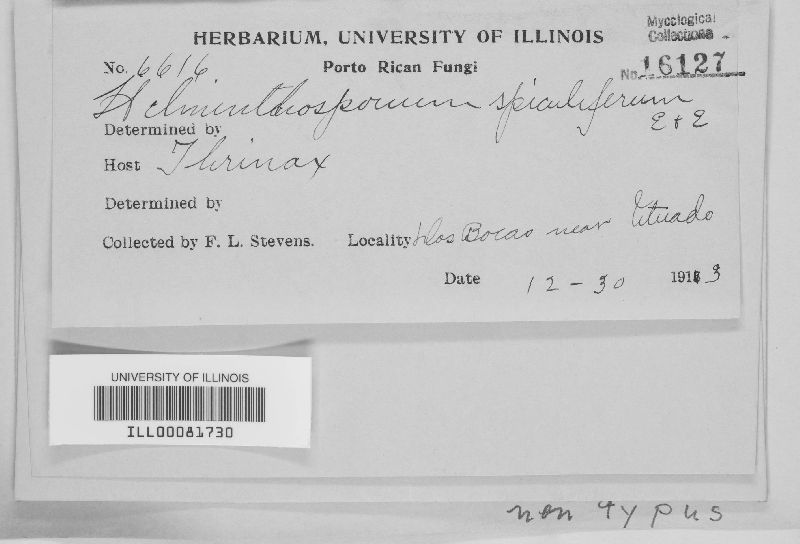 HERBARIUM, UNIVERSITY OF ILLINOIS
Mycological
Collections
No. 6616
Porto Rican Fungi
No. 16127
Helminthosporium spiculiferum
E & E
Determined by
Host Thrinax
Determined by
Collected by F. L. Stevens. Locality Dos Bocas near Utuado
Date 12-30 1913
UNIVERSITY OF ILLINOIS
ILL00081730
non typus